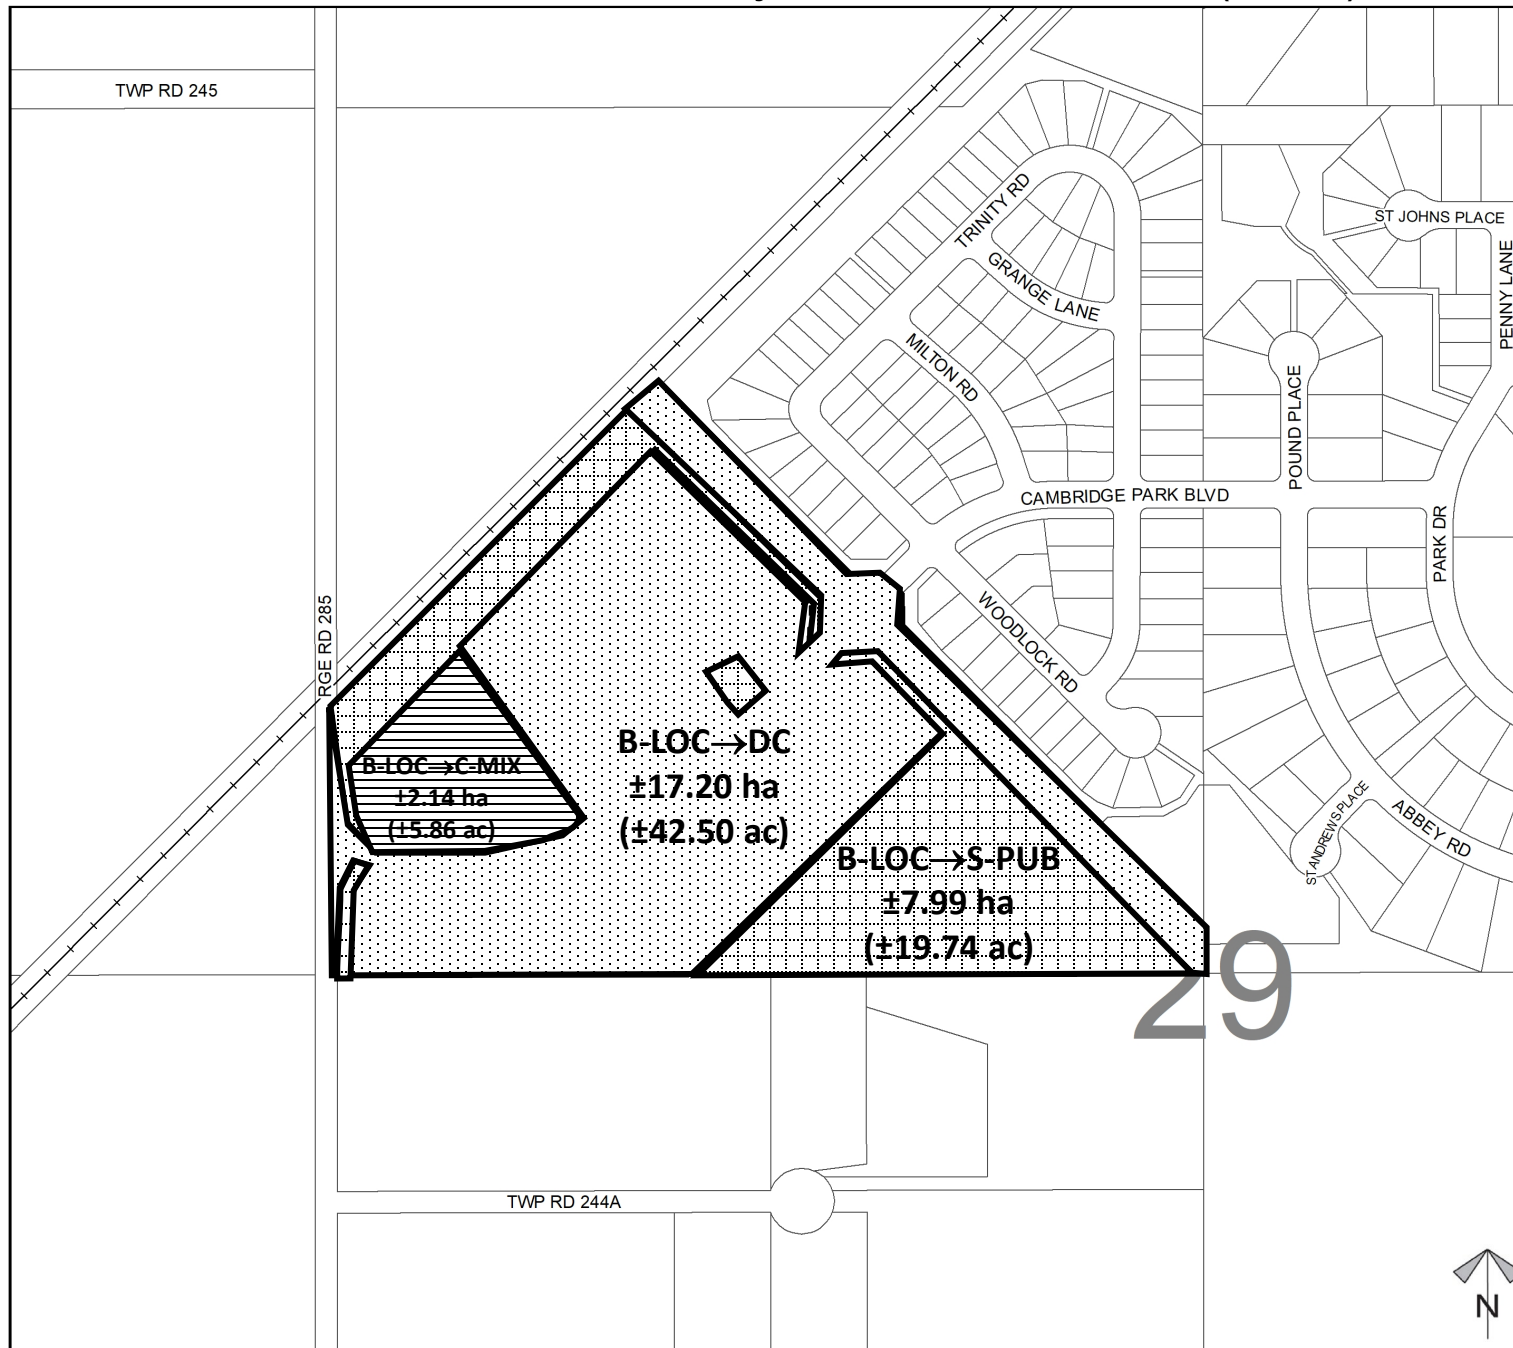 TWP RD 245
TRINITY RD
ST JOHNS PLACE
GRANGE LANE
PENNY LANE
MILTON RD
POUND PLACE
CAMBRIDGE PARK BLVD
PARK DR
RGE RD 285
WOODLOCK RD
B-LOC→DC
±17.20 ha
(±42.50 ac)
B-LOC→C-MIX
±2.14 ha
(±5.86 ac)
ST ANDREWS PLACE
ABBEY RD
B-LOC→S-PUB
±7.99 ha
(±19.74 ac)
29
TWP RD 244A
N